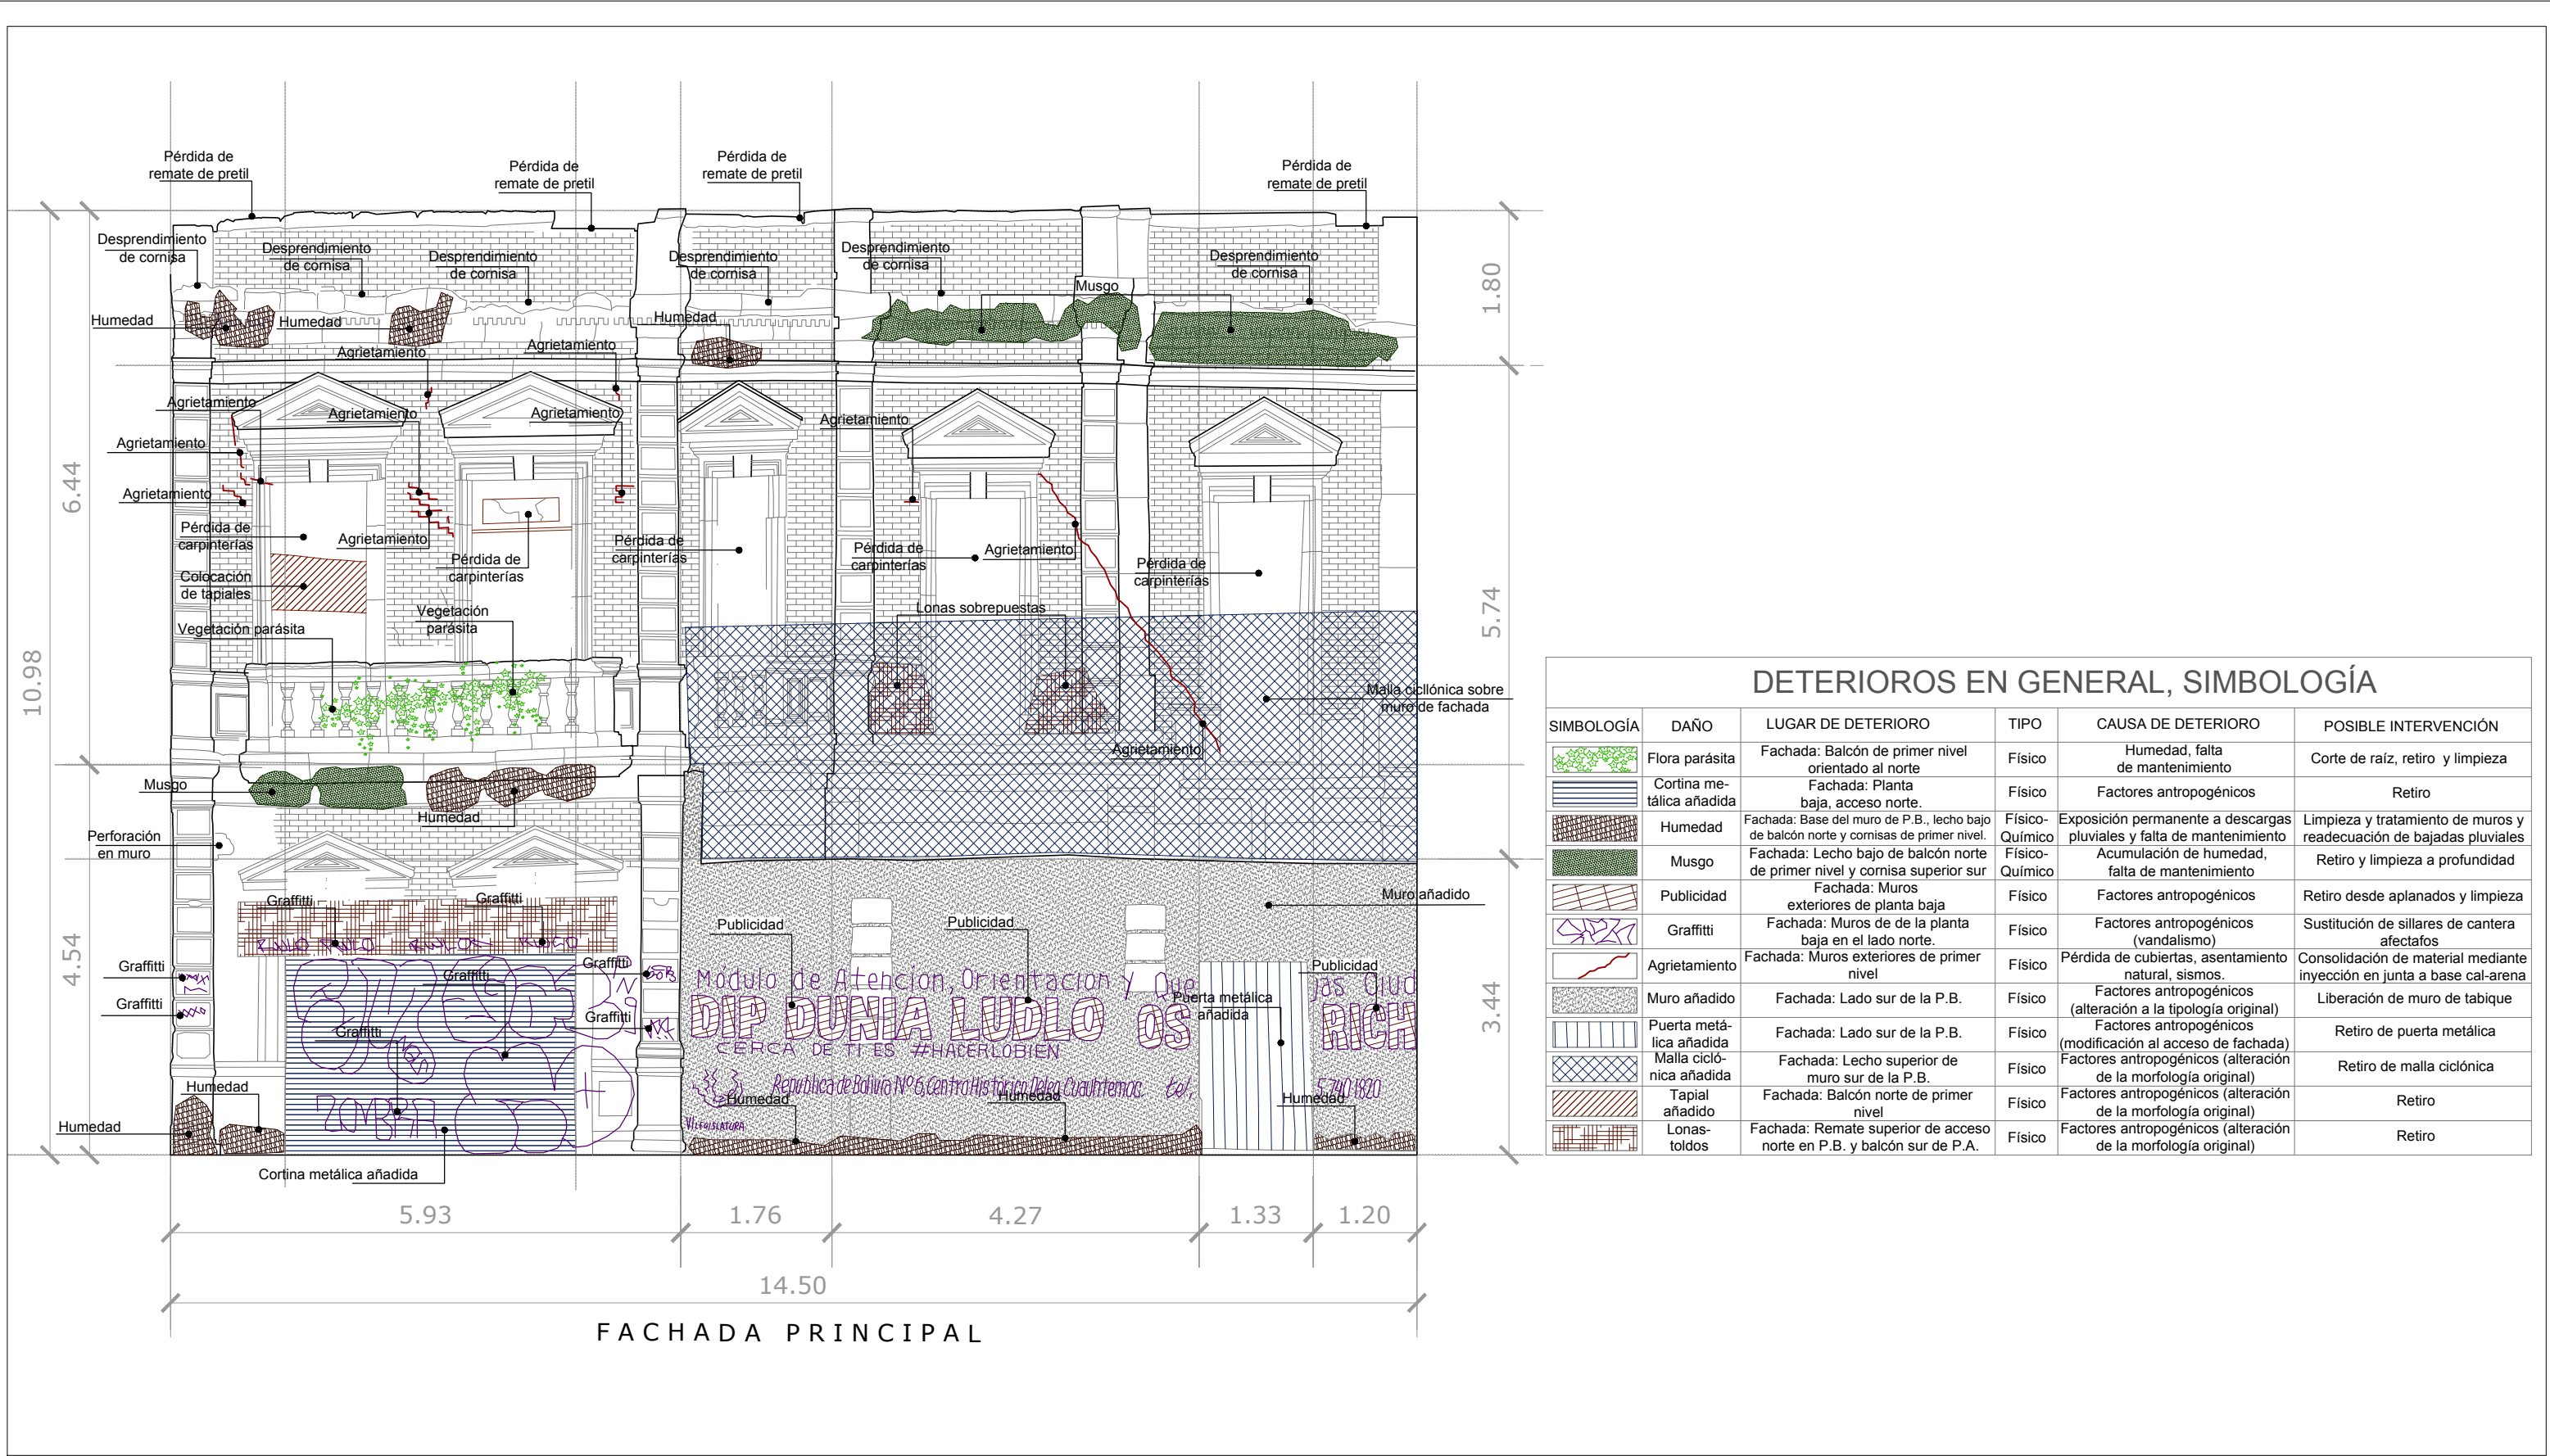 Pérdida de
remate de pretil
Pérdida de
remate de pretil
Pérdida de
remate de pretil
Pérdida de
remate de pretil
Desprendimiento
de cornisa
Desprendimiento
de cornisa
Desprendimiento
de cornisa
Desprendimiento
de cornisa
Desprendimiento
de cornisa
Desprendimiento
de cornisa
Musgo
Humedad
Humedad
Humedad
Agrietamiento
Agrietamiento
Agrietamiento
Agrietamiento
Agrietamiento
Agrietamiento
Agrietamiento
Agrietamiento
Pérdida de
carpinterías
Agrietamiento
Pérdida de
carpinterías
Pérdida de
carpinterías
Pérdida de
carpinterías
Agrietamiento
Pérdida de
carpinterías
Colocación
de tapiales
Vegetación
parásita
Lonas sobrepuestas
Vegetación parásita
Malla cicllónica sobre
muro de fachada
Agrietamiento
Musgo
Humedad
Perforación
en muro
Graffitti
Graffitti
Muro añadido
Publicidad
Publicidad
Graffitti
Graffitti
Graffitti
Publicidad
Graffitti
Graffitti
Graffitti
Puerta metálica
añadida
Modulo de Atencion, Orientacion y Que jas Ciud
DIP DUNIA LUDLO OS RICH
CERCA DE TI ES #HACERLOBIEN
Republica de Bolivia Nº 6, Centro Historico Deleg. Cuauhtemoc. tel.
VI LEGISLATURA
Humedad
Humedad
Humedad
Humedad
Humedad
Cortina metálica añadida
10.98
6.44
4.54
1.80
5.74
3.44
5.93
1.76
4.27
1.33
1.20
14.50
FACHADA PRINCIPAL
DETERIOROS EN GENERAL, SIMBOLOGÍA
SIMBOLOGÍA DAÑO LUGAR DE DETERIORO TIPO CAUSA DE DETERIORO POSIBLE INTERVENCIÓN
Flora parásita
Fachada: Balcón de primer nivel
orientado al norte
Físico
Humedad, falta
de mantenimiento
Corte de raíz, retiro y limpieza
Cortina me-
tálica añadida
Fachada: Planta
baja, acceso norte.
Físico
Factores antropogénicos
Retiro
Humedad
Fachada: Base del muro de P.B., lecho bajo
de balcón norte y cornisas de primer nivel.
Físico-
Químico
Exposición permanente a descargas
pluviales y falta de mantenimiento
Limpieza y tratamiento de muros y
readecuación de bajadas pluviales
Musgo
Fachada: Lecho bajo de balcón norte
de primer nivel y cornisa superior sur
Físico-
Químico
Acumulación de humedad,
falta de mantenimiento
Retiro y limpieza a profundidad
Publicidad
Fachada: Muros
exteriores de planta baja
Físico
Factores antropogénicos
Retiro desde aplanados y limpieza
Graffitti
Fachada: Muros de de la planta
baja en el lado norte.
Físico
Factores antropogénicos
(vandalismo)
Sustitución de sillares de cantera
afectafos
Agrietamiento
Fachada: Muros exteriores de primer
nivel
Físico
Pérdida de cubiertas, asentamiento
natural, sismos.
Consolidación de material mediante
inyección en junta a base cal-arena
Muro añadido
Fachada: Lado sur de la P.B.
Físico
Factores antropogénicos
(alteración a la tipología original)
Liberación de muro de tabique
Puerta metá-
lica añadida
Fachada: Lado sur de la P.B.
Físico
Factores antropogénicos
(modificación al acceso de fachada)
Retiro de puerta metálica
Malla cicló-
nica añadida
Fachada: Lecho superior de
muro sur de la P.B.
Físico
Factores antropogénicos (alteración
de la morfología original)
Retiro de malla ciclónica
Tapial
añadido
Fachada: Balcón norte de primer
nivel
Físico
Factores antropogénicos (alteración
de la morfología original)
Retiro
Lonas-
toldos
Fachada: Remate superior de acceso
norte en P.B. y balcón sur de P.A.
Físico
Factores antropogénicos (alteración
de la morfología original)
Retiro